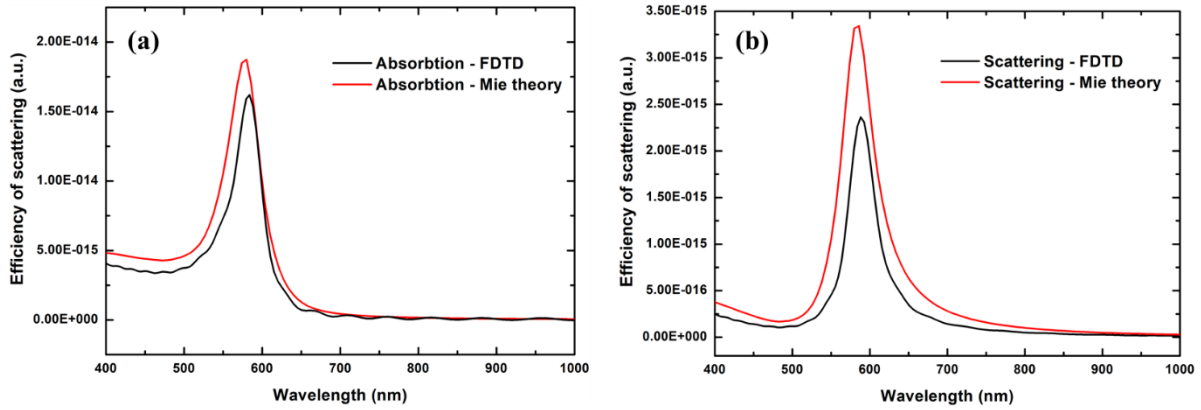 (a)
Absorbtion - FDTD
Absorbtion - Mie theory
Efficiency of scattering (a.u.)
2.00E-014
1.50E-014
1.00E-014
5.00E-015
0.00E+000
400 500 600 700 800 900 1000
Wavelength (nm)
(b)
Scattering - FDTD
Scattering - Mie theory
Efficiency of scattering (a.u.)
3.50E-015
3.00E-015
2.50E-015
2.00E-015
1.50E-015
1.00E-015
5.00E-016
0.00E+000
400 500 600 700 800 900 1000
Wavelength (nm)